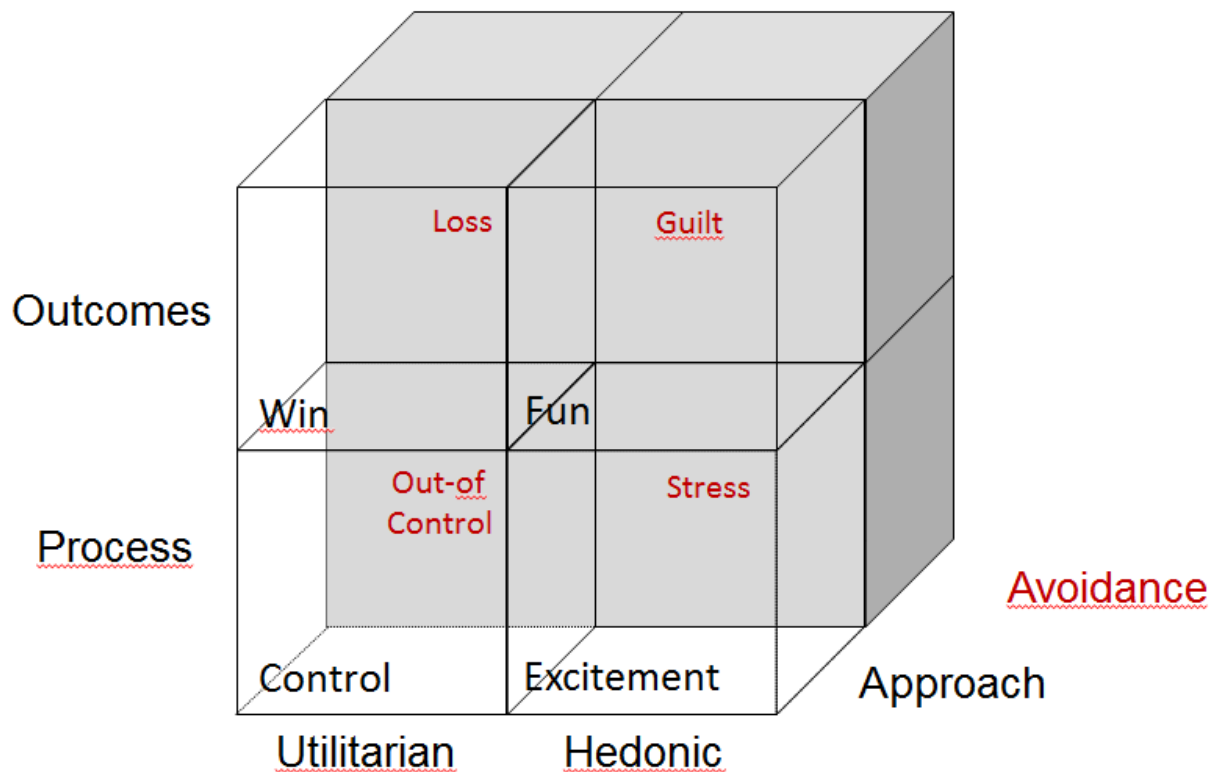 Loss
Guilt
Outcomes
Win
Fun
Out-of
Control
Stress
Process
Avoidance
Control
Excitement
Approach
Utilitarian
Hedonic